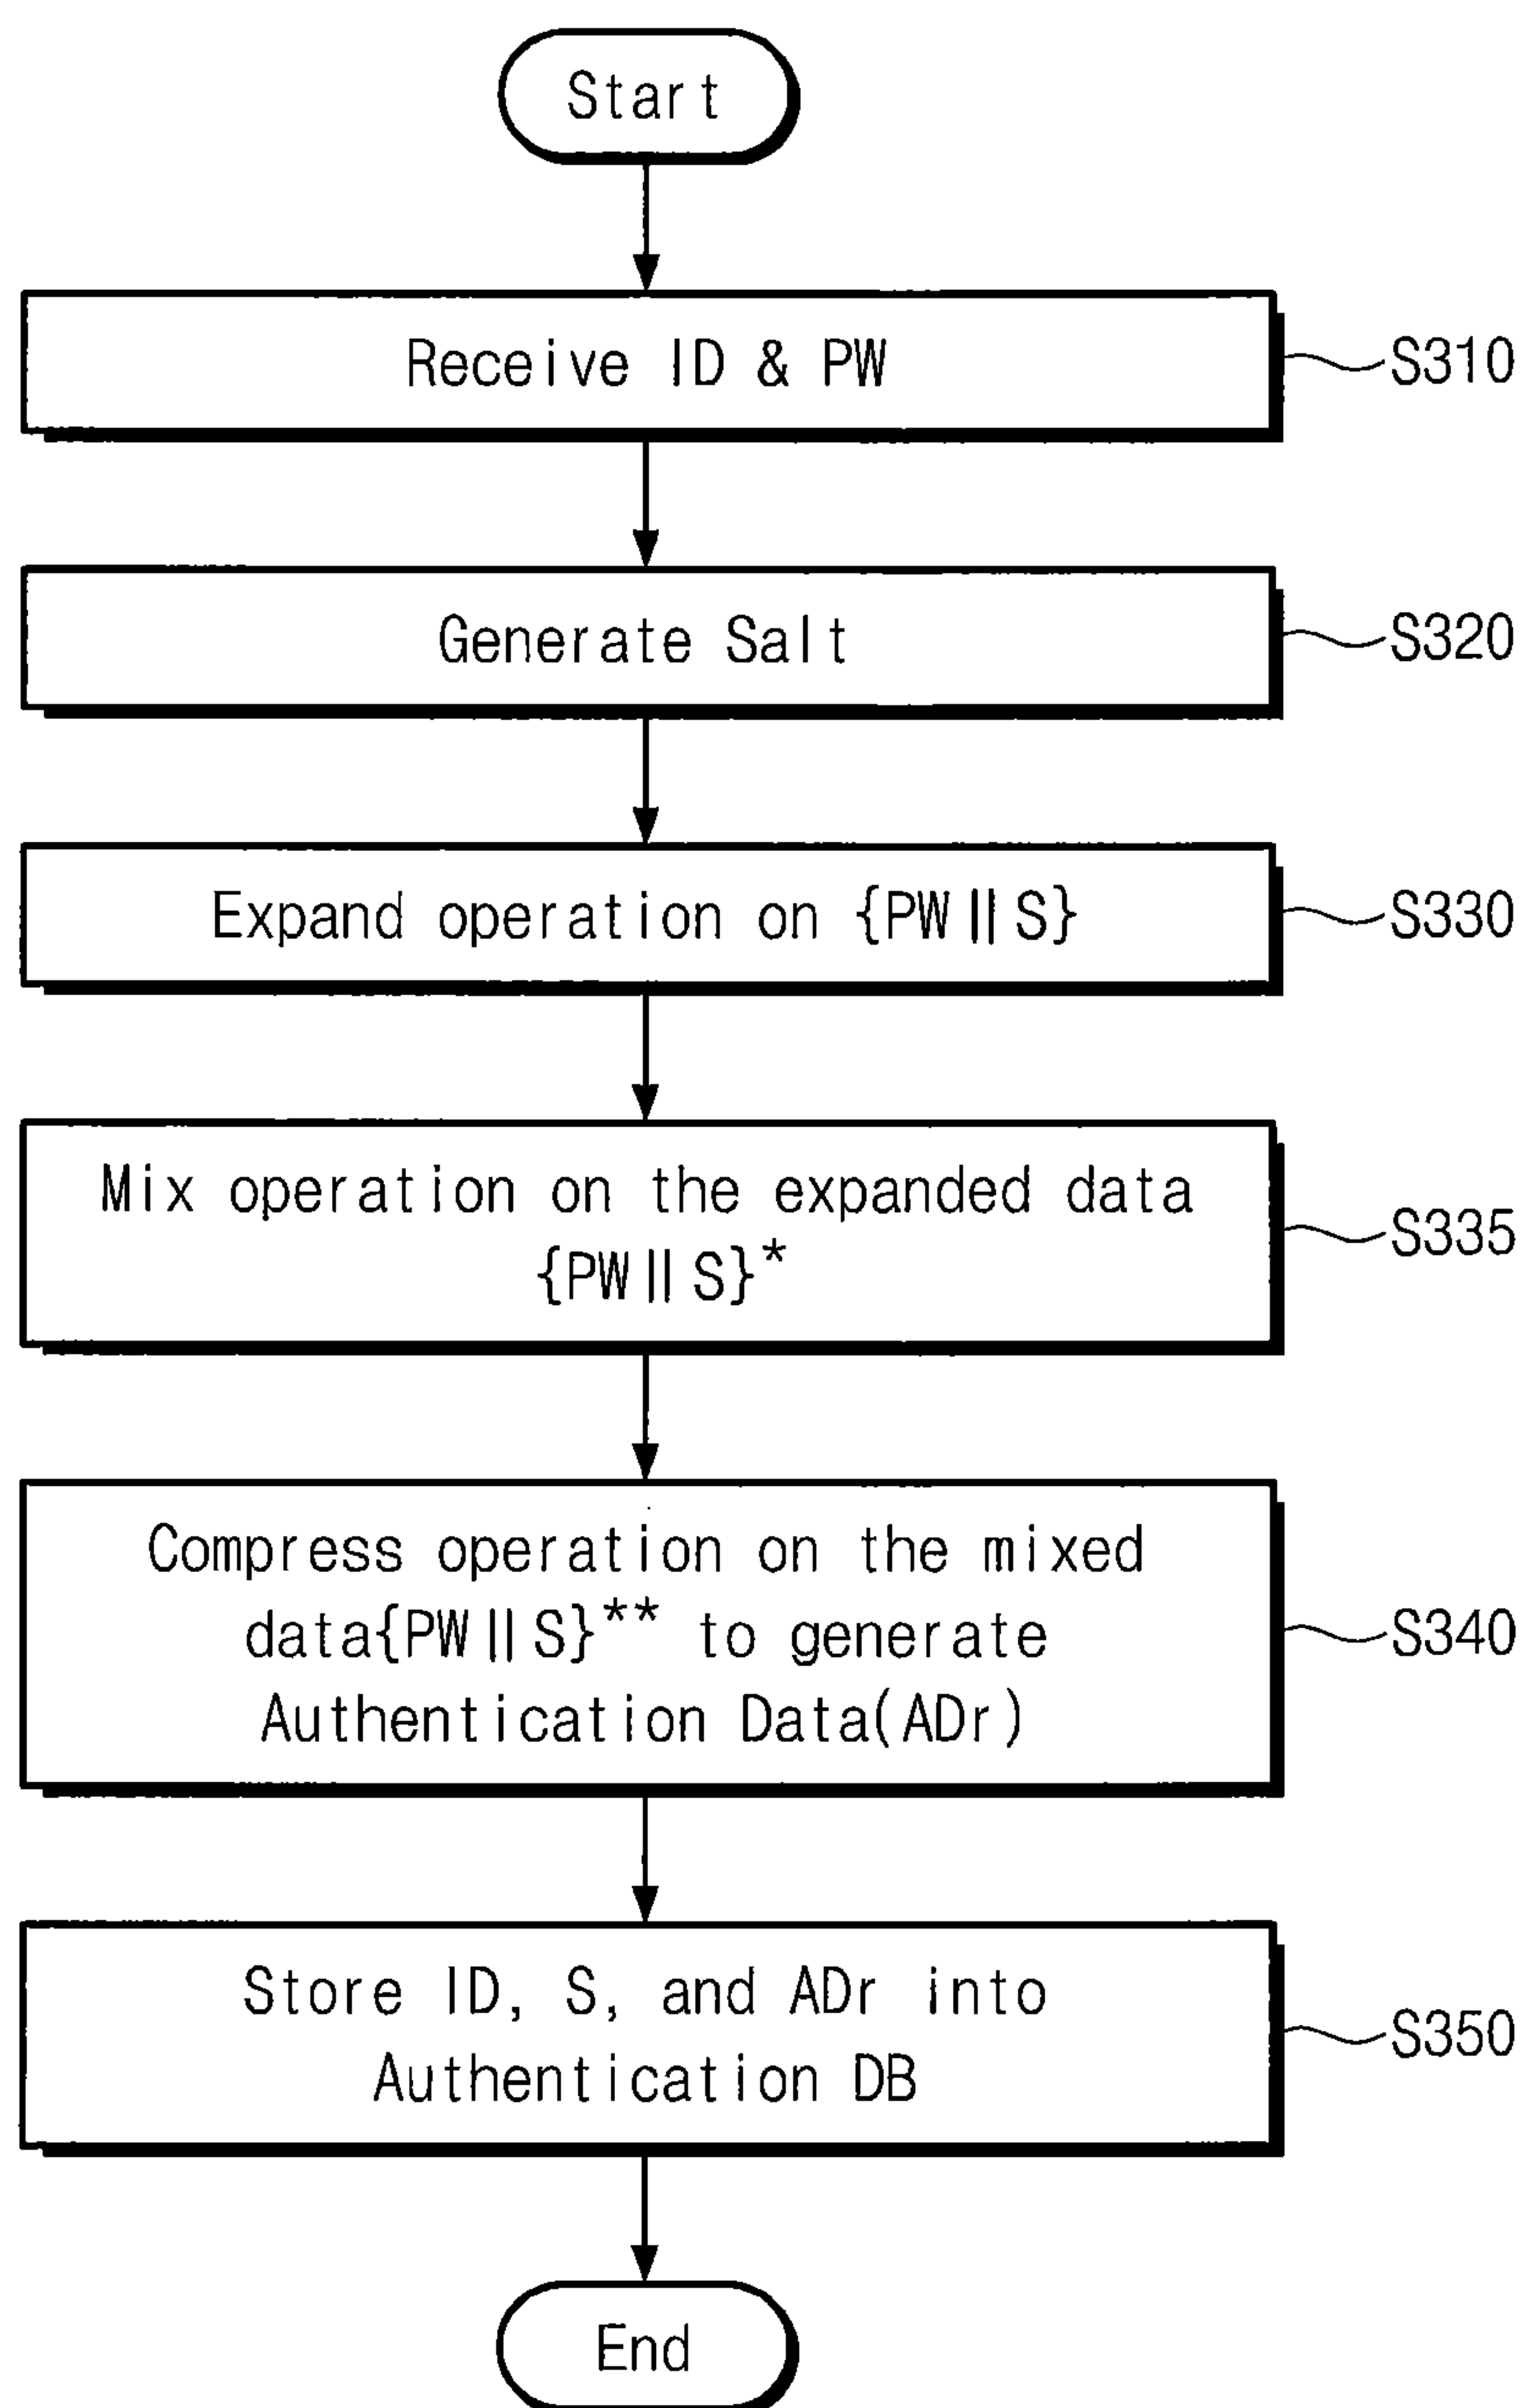 Start
Receive ID & PW
S310
Generate Salt
S320
Expand operation on {PW||S}
S330
Mix operation on the expanded data
{PW||S}*
S335
Compress operation on the mixed
data{PW||S}** to generate
Authentication Data(ADr)
S340
Store ID, S, and ADr into
Authentication DB
S350
End